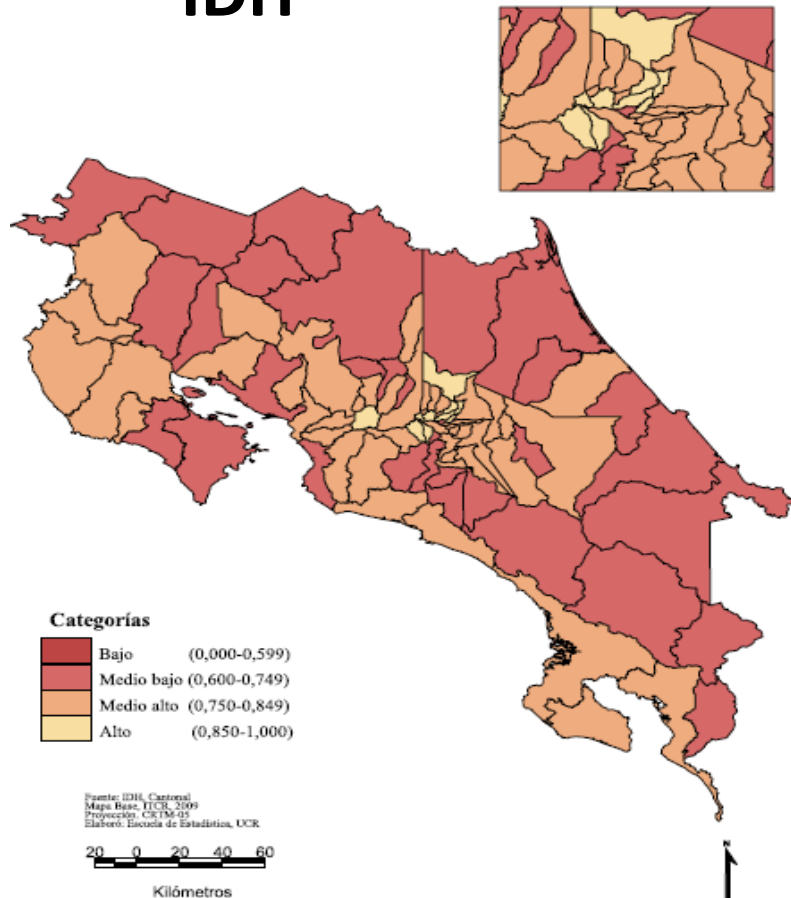 IDH
Categorías
Bajo (0,000-0,599)
Medio bajo (0,600-0,749)
Medio alto (0,750-0,849)
Alto (0,850-1,000)
Fuente: IDH, Cantonal
Mapa Base, ITCR, 2009
Proyección. CRTM-05
Elaboró: Escuela de Estadística, UCR
20 0 20 40 60
Kilómetros
N